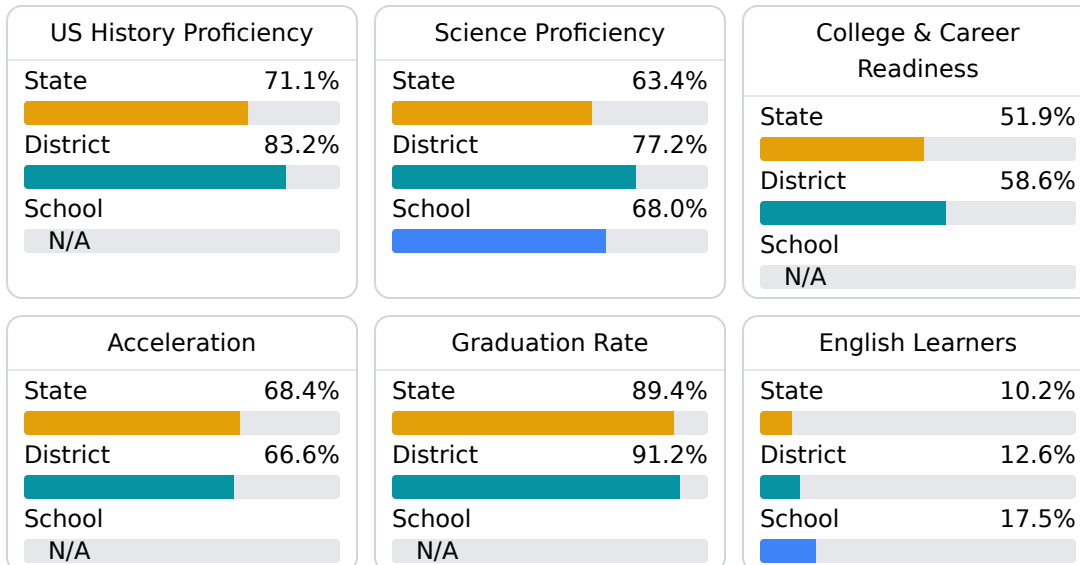 US History Proficiency
State 71.1%
District 83.2%
School
N/A
Science Proficiency
State 63.4%
District 77.2%
School 68.0%
College & Career
Readiness
State 51.9%
District 58.6%
School
N/A
Acceleration
State 68.4%
District 66.6%
School
N/A
Graduation Rate
State 89.4%
District 91.2%
School
N/A
English Learners
State 10.2%
District 12.6%
School 17.5%